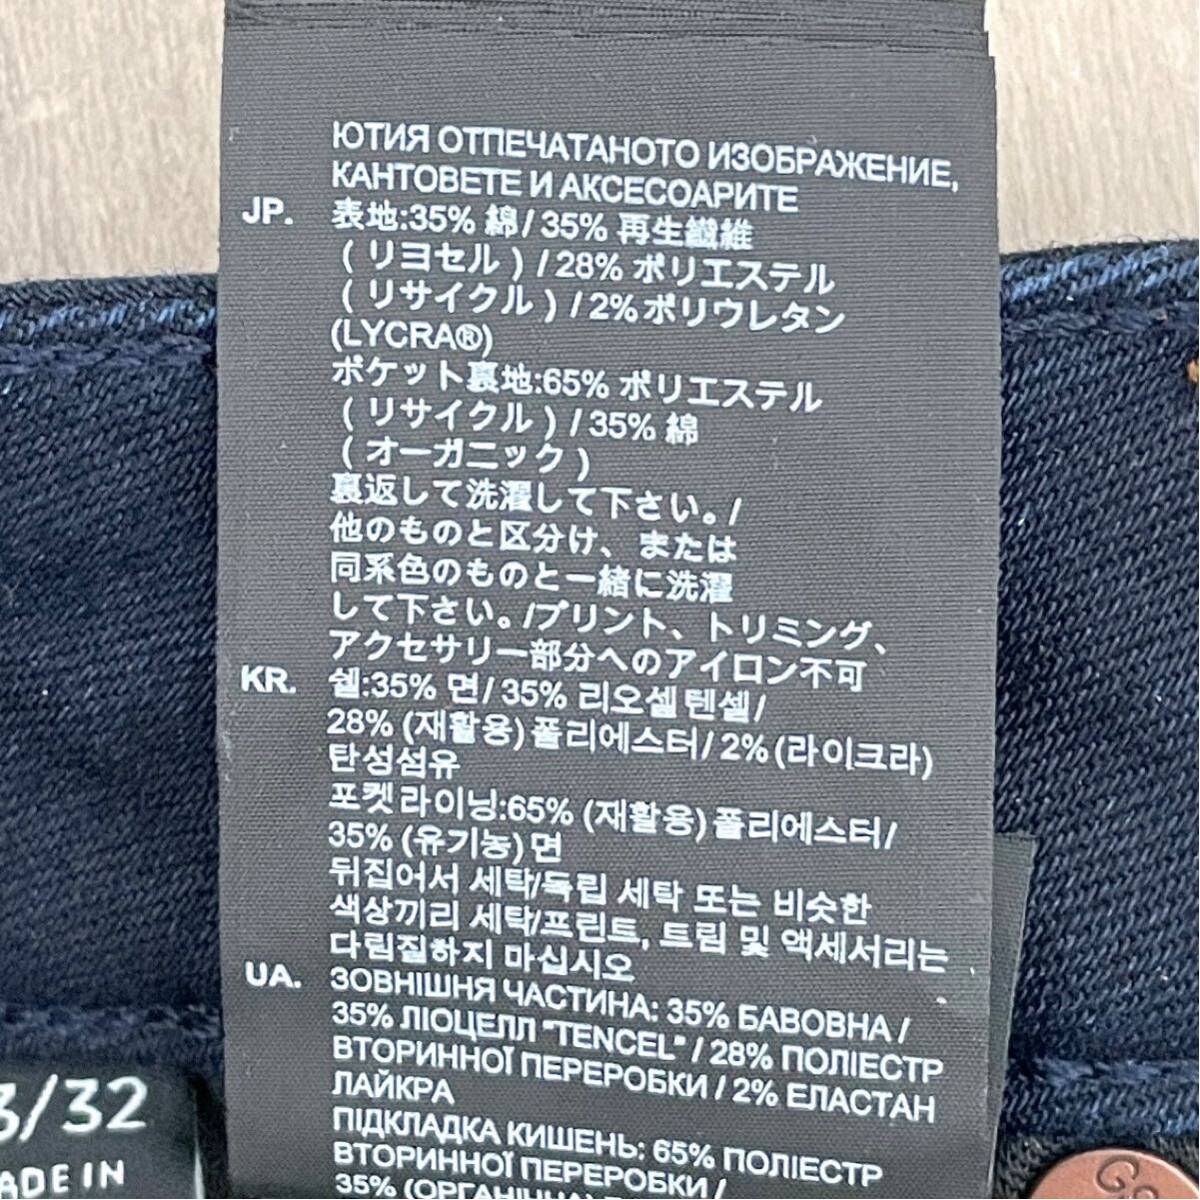 ЮТИЯ ОТПЕЧАТАНОТО ИЗОБРАЖЕНИЕ,
КАНТОВЕТЕ И АКСЕСОАРИТЕ
JP. 表地:35% 綿/ 35% 再生繊維
( リヨセル ) / 28% ポリエステル
( リサイクル ) / 2% ポリウレタン
(LYCRA®)
ポケット裏地:65% ポリエステル
( リサイクル ) / 35% 綿
( オーガニック )
裏返して洗濯して下さい。/
他のものと区分け、または
同系色のものと一緒に洗濯
して下さい。/プリント、トリミング、
アクセサリー部分へのアイロン不可
KR. 쉘:35% 면/ 35% 리오셀 텐셀/
28% (재활용) 폴리에스터/ 2% (라이크라)
탄성섬유
포켓 라이닝:65% (재활용) 폴리에스터/
35% (유기농) 면
뒤집어서 세탁/독립 세탁 또는 비슷한
색상끼리 세탁/프린트, 트림 및 액세서리는
다림질하지 마십시오
UA. ЗОВНІШНЯ ЧАСТИНА: 35% БАВОВНА /
35% ЛІОЦЕЛЛ "TENCEL" / 28% ПОЛІЕСТР
ВТОРИННОЇ ПЕРЕРОБКИ / 2% ЕЛАСТАН
ЛАЙКРА
ПІДКЛАДКА КИШЕНЬ: 65% ПОЛІЕСТР
ВТОРИННОЇ ПЕРЕРОБКИ /
35% (ОРГАНІЧНА)
3/32
ADE IN